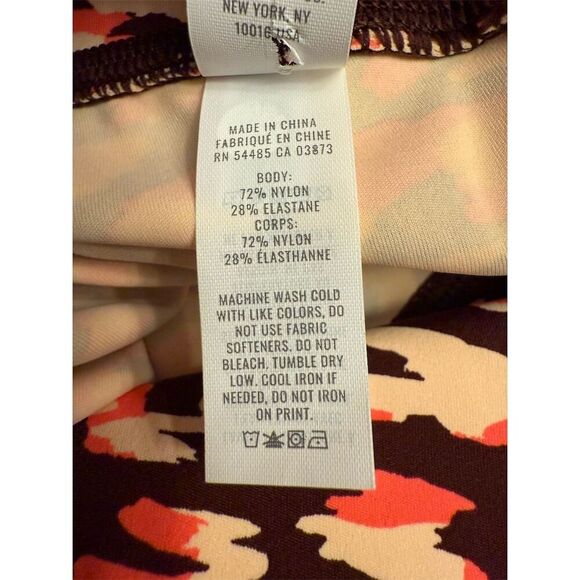 NEW YORK, NY
10016 USA
MADE IN CHINA
FABRIQUÉ EN CHINE
RN 54485 CA 03873
BODY:
72% NYLON
28% ELASTANE
CORPS:
72% NYLON
28% ÉLASTHANNE
MACHINE WASH COLD
WITH LIKE COLORS, DO
NOT USE FABRIC
SOFTENERS. DO NOT
BLEACH, TUMBLE DRY
LOW. COOL IRON IF
NEEDED, DO NOT IRON
ON PRINT.